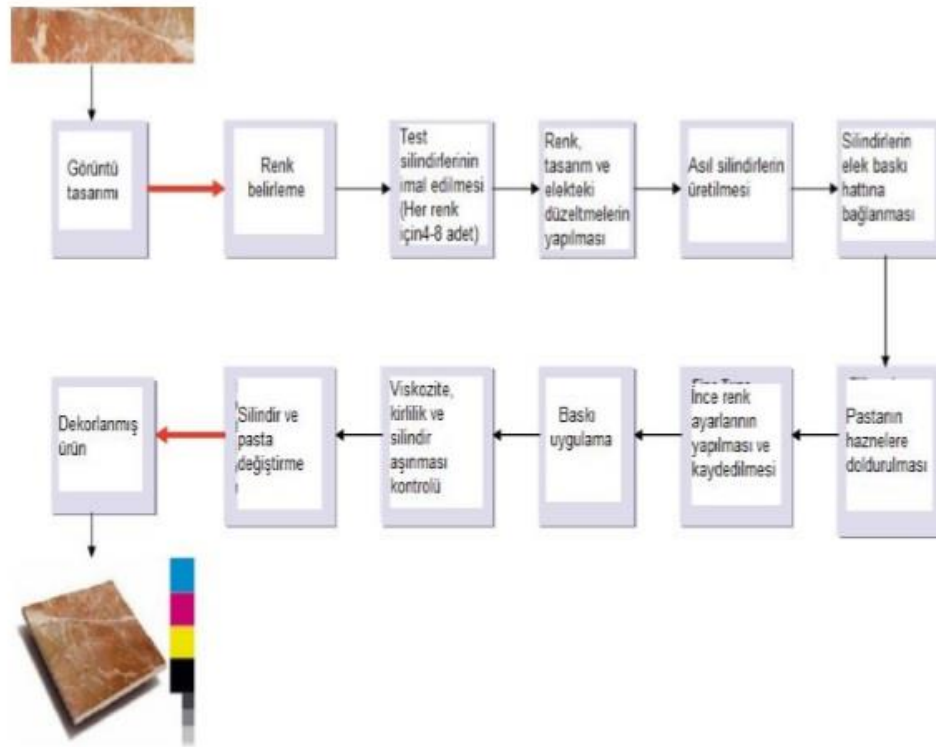 Görüntü
tasarımı
Renk
belirleme
Test
silindirlerinin
imal edilmesi
(Her renk
için4-8 adet)
Renk,
tasarım ve
elekteki
düzeltmelerin
yapılması
Asıl silindirlerin
üretilmesi
Silindirlerin
elek baskı
hattına
bağlanması
Dekorlanmış
ürün
Silindir ve
pasta
değiştirme
Viskozite,
kirlilik ve
silindir
aşınması
kontrolü
Baskı
uygulama
İnce renk
ayarlarının
yapılması ve
kaydedilmesi
Pastanın
haznelere
doldurulması